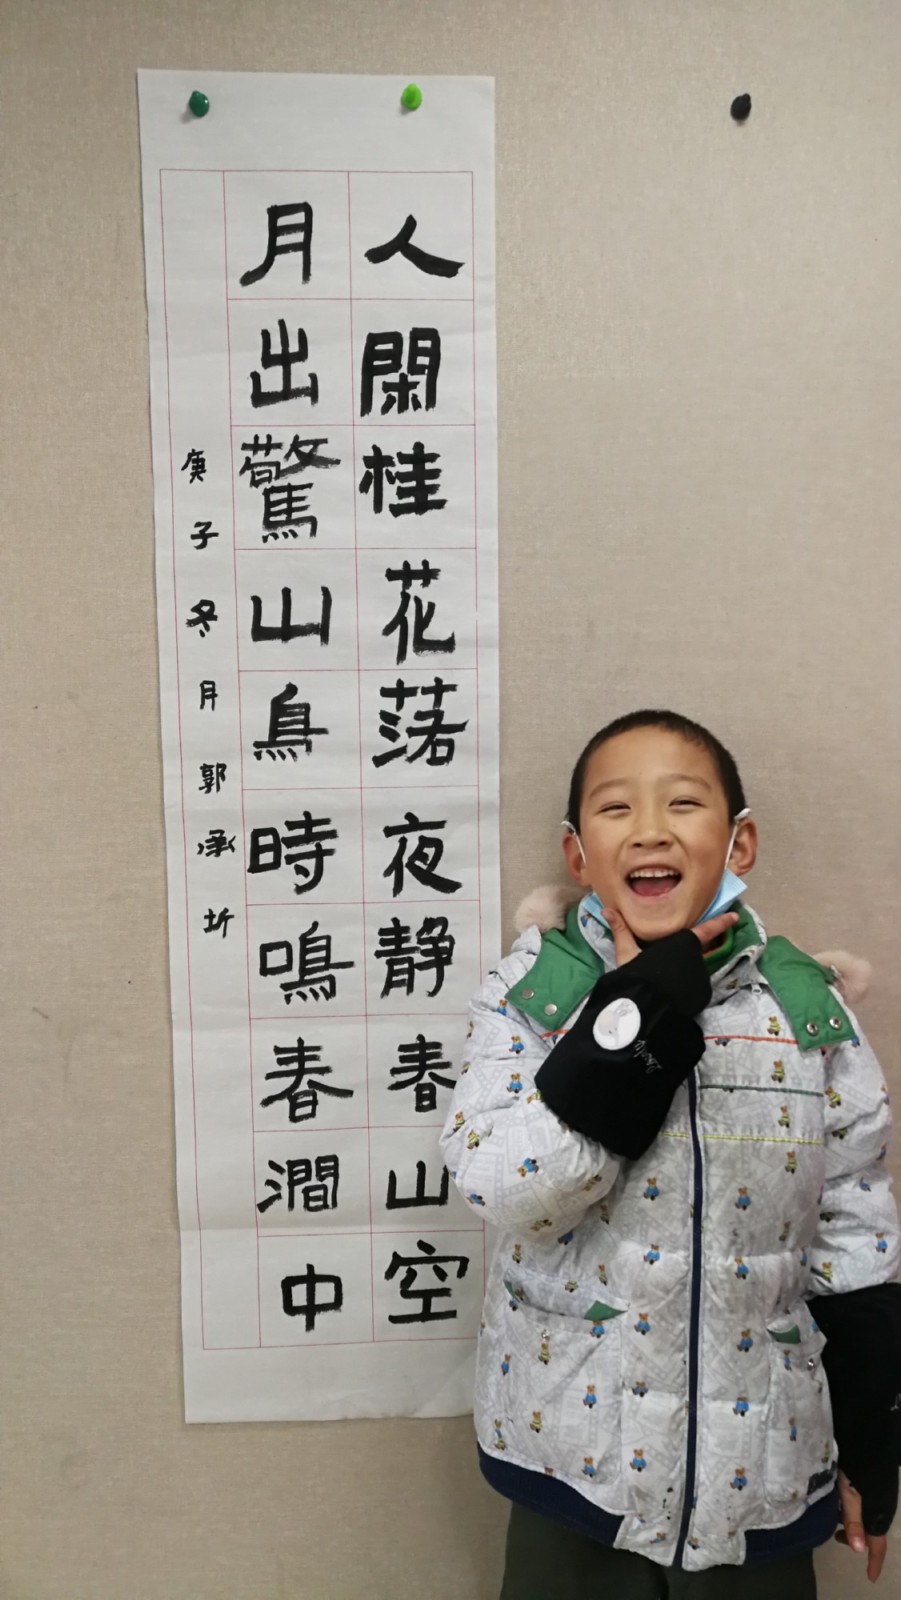 人閑桂花落夜静春山空
月出驚山鳥時鳴春澗中
庚子冬月郭承圻